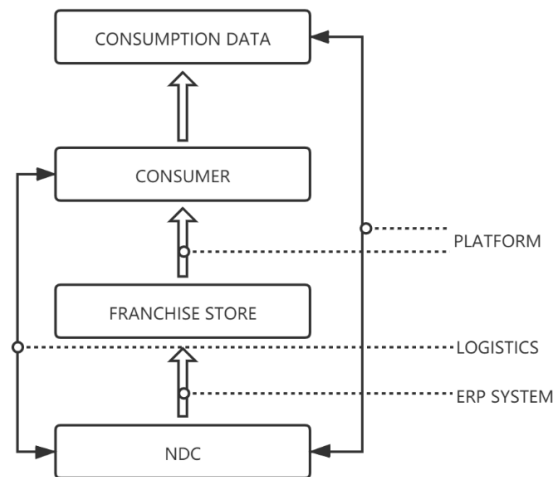 CONSUMPTION DATA
CONSUMER
PLATFORM
FRANCHISE STORE
LOGISTICS
ERP SYSTEM
NDC